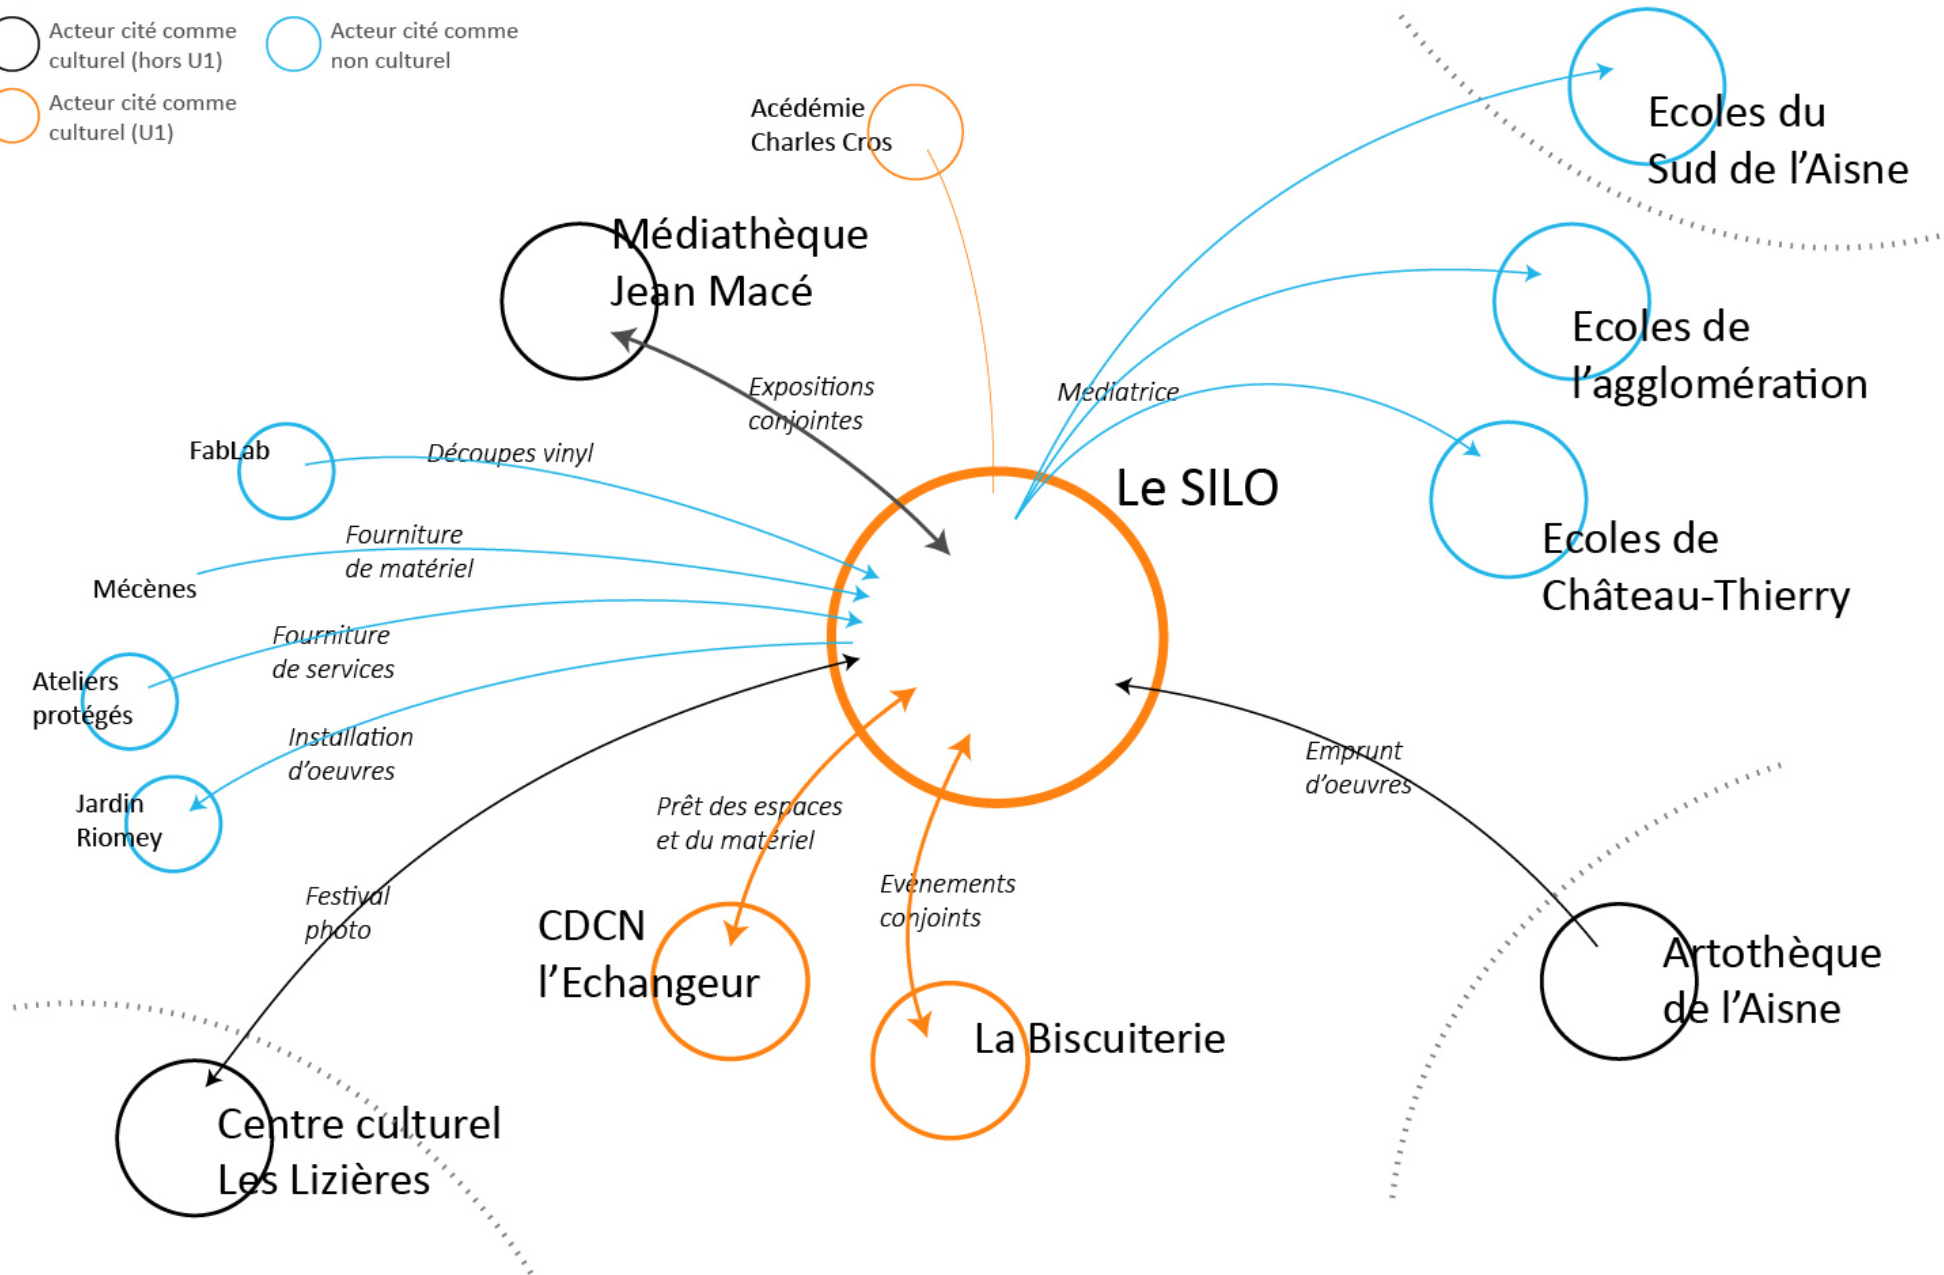 Acteur cité comme
culturel (hors U1)
Acteur cité comme
non culturel
Acteur cité comme
culturel (U1)
Acédémie
Charles Cros
Ecoles du
Sud de l'Aisne
Médiathèque
Jean Macé
Ecoles de
l'agglomération
Expositions
conjointes
Médiatrice
FabLab
Découpes vinyl
Le SILO
Ecoles de
Château-Thierry
Fourniture
de matériel
Mécènes
Fourniture
de services
Ateliers
protégés
Installation
d'oeuvres
Emprunt
d'oeuvres
Jardin
Riomey
Prêt des espaces
et du matériel
Festival
photo
Evènements
conjoints
CDCN
l'Echangeur
Artothèque
de l'Aisne
La Biscuiterie
Centre culturel
Les Lizières